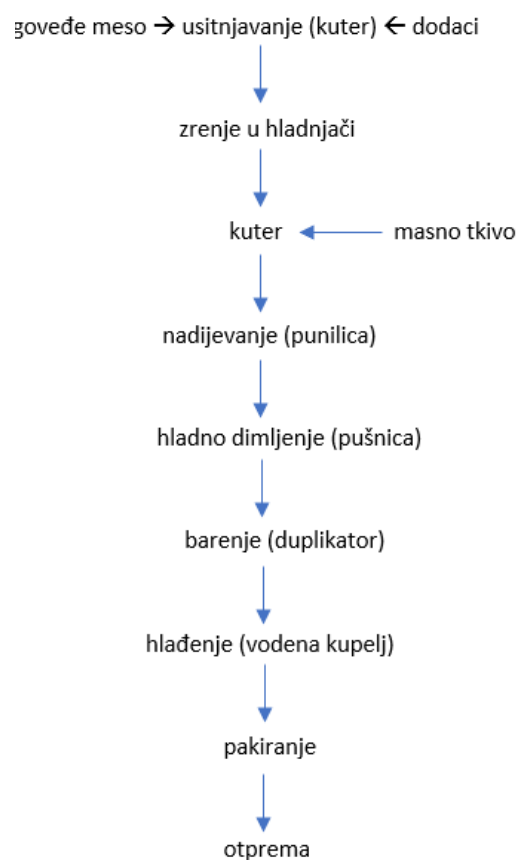 goveđe meso → usitnjavanje (kuter) ← dodaci
zrenje u hladnjači
kuter ← masno tkivo
nadijevanje (punilica)
hladno dimljenje (pušnica)
barenje (duplikator)
hlađenje (vodena kupelj)
pakiranje
otprema